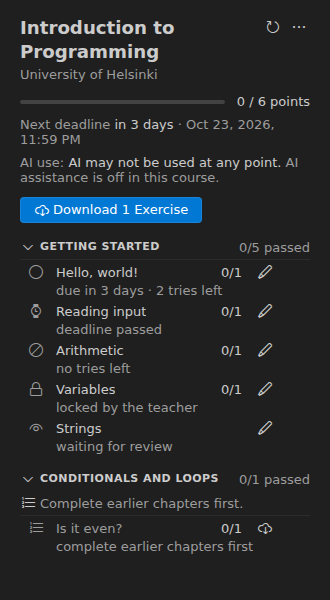 Introduction to
Programming
University of Helsinki
0 / 6 points
Next deadline in 3 days · Oct 23, 2026,
11:59 PM
AI use: AI may not be used at any point. AI
assistance is off in this course.
Download 1 Exercise
GETTING STARTED 0/5 passed
Hello, world! 0/1
due in 3 days · 2 tries left
Reading input 0/1
deadline passed
Arithmetic 0/1
no tries left
Variables 0/1
locked by the teacher
Strings
waiting for review
CONDITIONALS AND LOOPS 0/1 passed
Complete earlier chapters first.
Is it even? 0/1
complete earlier chapters first